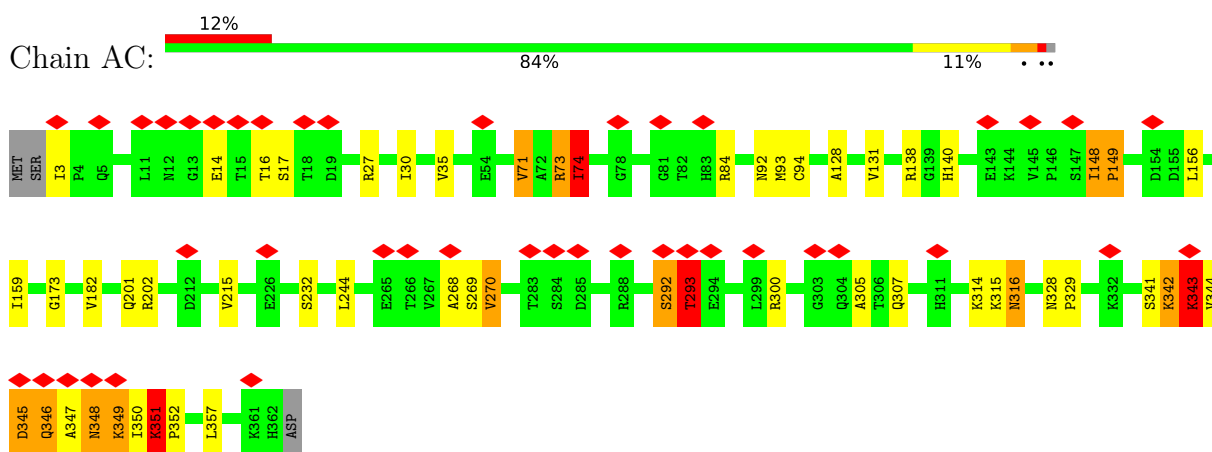 12%
Chain AC:
84% 11% • ••
MET SER I3 P4 Q5 L11 N12 G13 E14 T15 T16 S17 T18 D19 R27 I30 V35 E54 V71 A72 R73 I74 G78 G81 T82 H83 R84 N92 M93 C94 A128 V131 R138 G139 H140 E143 K144 V145 P146 S147 I148 P149 D154 D155 L156
I159 G173 V182 Q201 R202 D212 V215 E226 S232 L244 E265 T266 V267 A268 S269 V270 T283 S284 D285 R288 S292 T293 E294 L299 R300 G303 Q304 A305 T306 Q307 H311 K314 K315 N316 N328 P329 K332 S341 K342 K343 V344
D345 Q346 A347 N348 K349 I350 K351 P352 L357 K361 H362 ASP